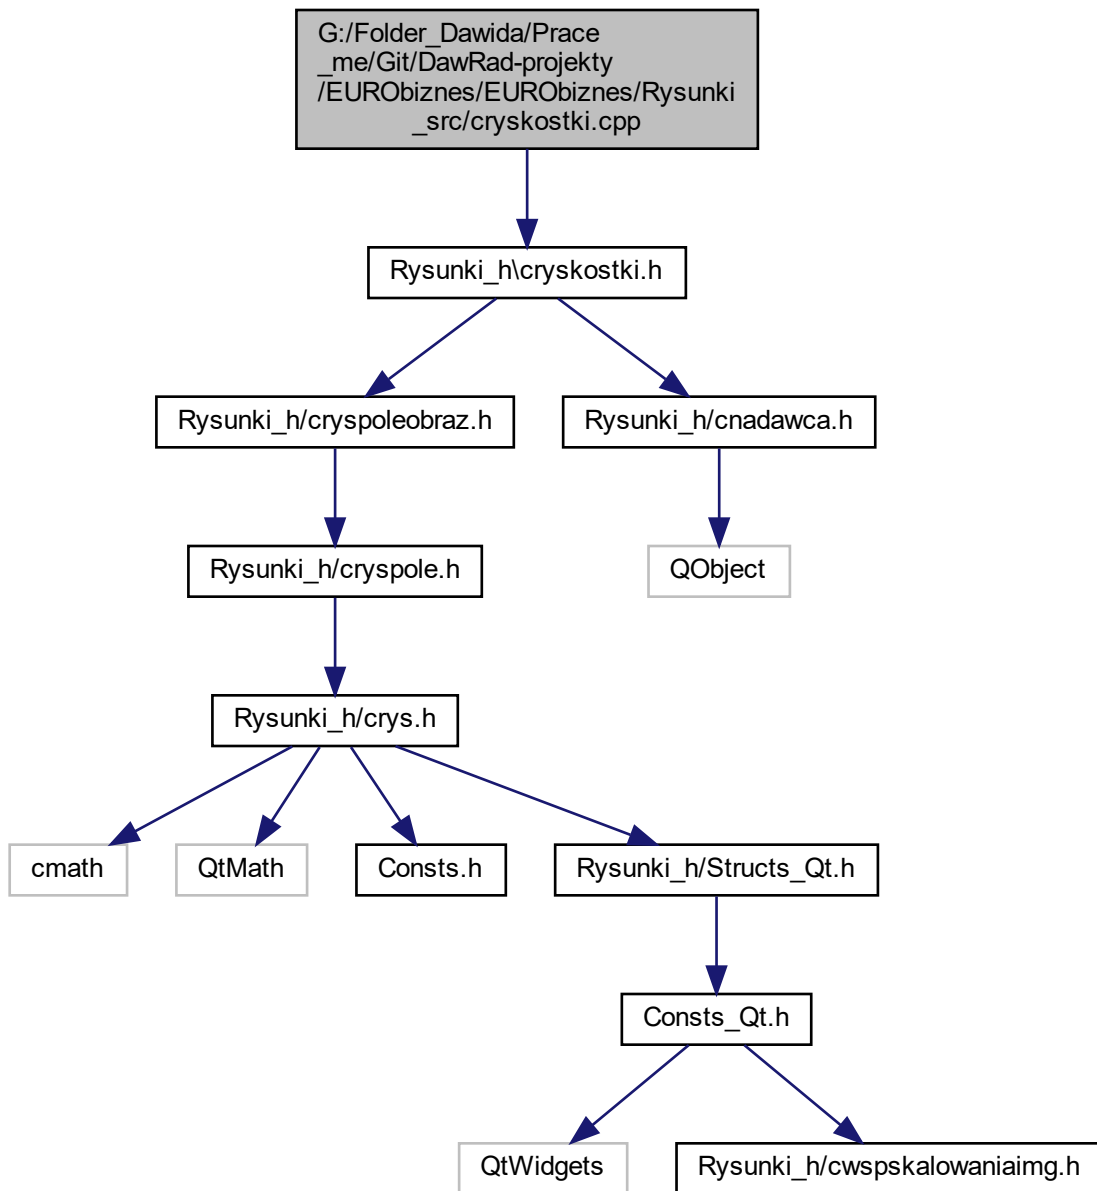 G:/Folder_Dawida/Prace
_me/Git/DawRad-projekty
/EURObiznes/EURObiznes/Rysunki
_src/cryskostki.cpp
Rysunki_h\cryskostki.h
Rysunki_h/cryspoleobraz.h
Rysunki_h/cnadawca.h
Rysunki_h/cryspole.h
QObject
Rysunki_h/crys.h
cmath
QtMath
Consts.h
Rysunki_h/Structs_Qt.h
Consts_Qt.h
QtWidgets
Rysunki_h/cwspskalowaniaimg.h